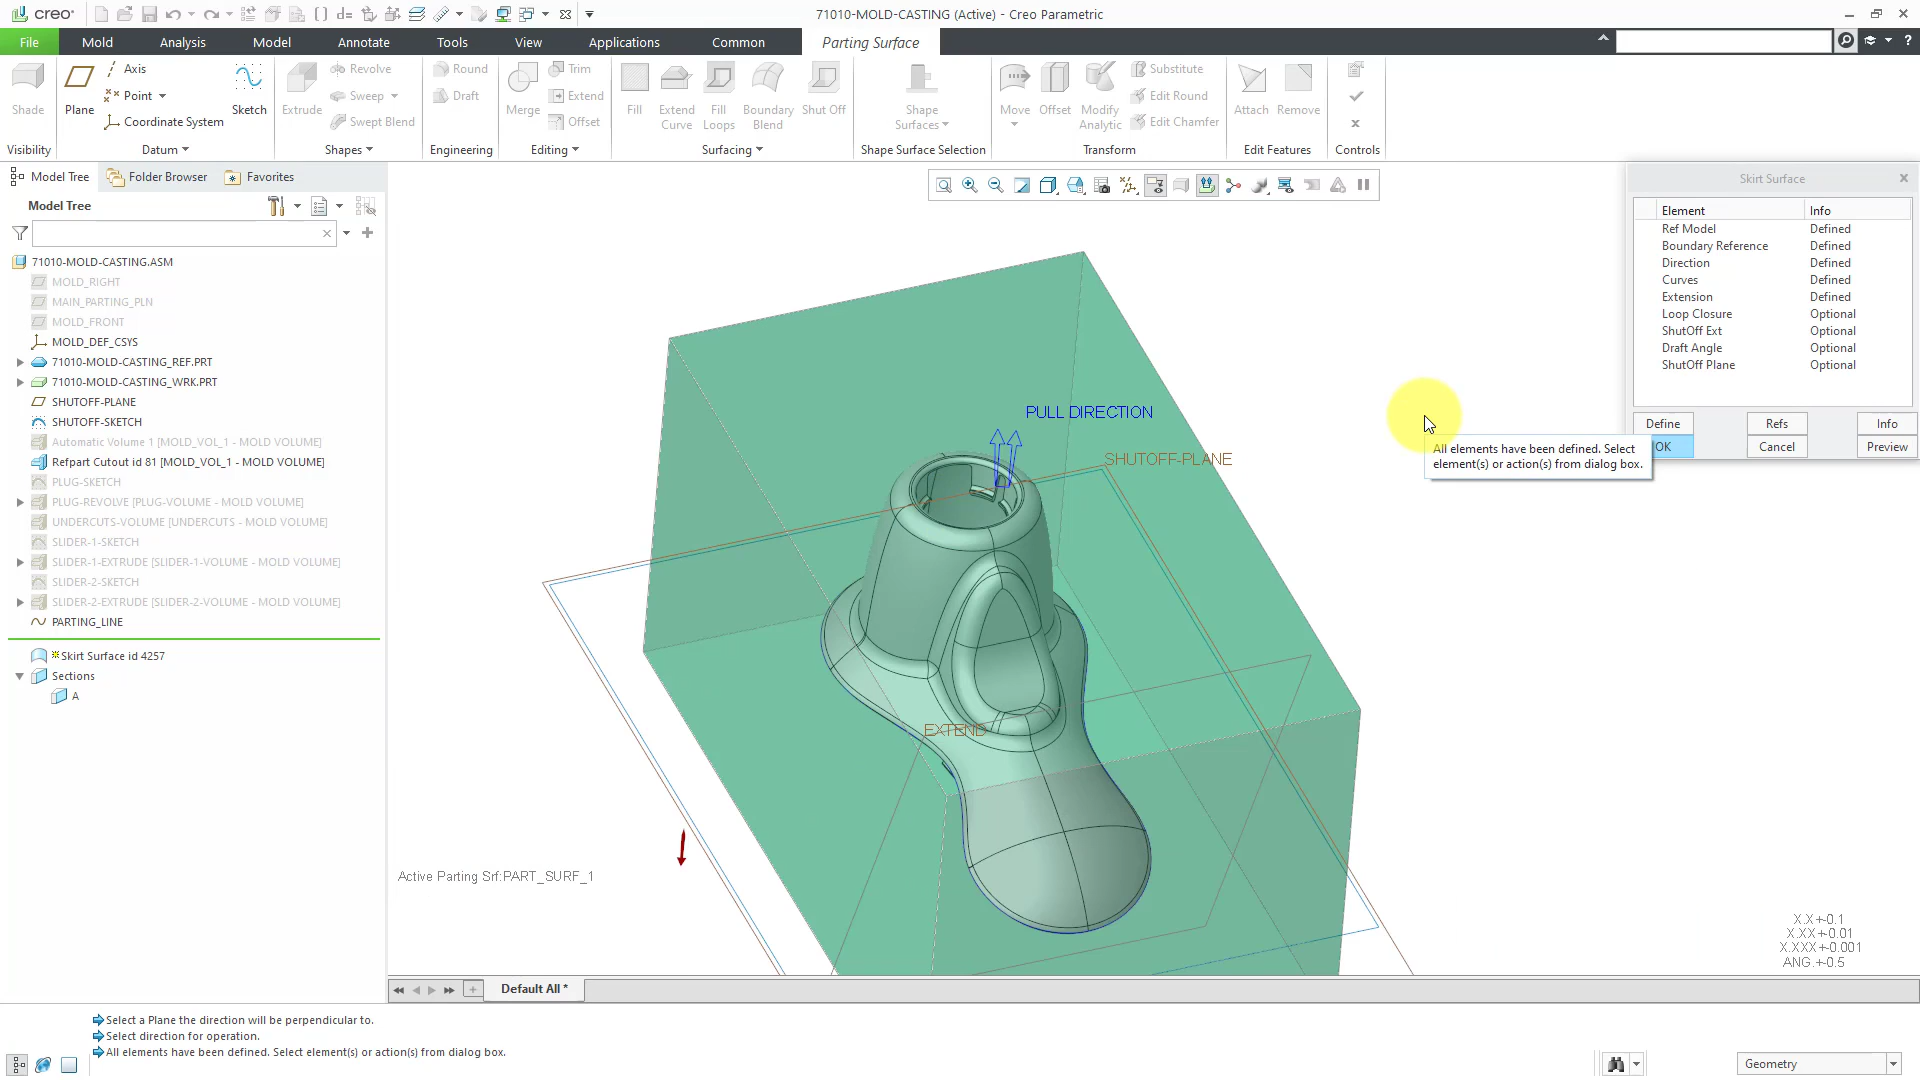 creo
71010-MOLD-CASTING (Active) - Creo Parametric
File
Mold
Analysis
Model
Annotate
Tools
View
Applications
Common
Parting Surface
Shade
Visibility
Plane
Axis
Point
Coordinate System
Sketch
Datum
Extrude
Revolve
Sweep
Swept Blend
Shapes
Round
Draft
Engineering
Merge
Trim
Extend
Offset
Editing
Fill
Extend Curve
Fill Loops
Boundary Blend
Shut Off
Surfacing
Shape Surfaces
Shape Surface Selection
Move
Offset
Modify Analytic
Substitute
Edit Round
Edit Chamfer
Transform
Attach
Remove
Edit Features
Controls
Model Tree
Folder Browser
Favorites
Model Tree
71010-MOLD-CASTING.ASM
MOLD_RIGHT
MAIN_PARTING_PLN
MOLD_FRONT
MOLD_DEF_CSYS
71010-MOLD-CASTING_REF.PRT
71010-MOLD-CASTING_WRK.PRT
SHUTOFF-PLANE
SHUTOFF-SKETCH
Automatic Volume 1 [MOLD_VOL_1 - MOLD VOLUME]
Refpart Cutout id 81 [MOLD_VOL_1 - MOLD VOLUME]
PLUG-SKETCH
PLUG-REVOLVE [PLUG-VOLUME - MOLD VOLUME]
UNDERCUTS-VOLUME [UNDERCUTS - MOLD VOLUME]
SLIDER-1-SKETCH
SLIDER-1-EXTRUDE [SLIDER-1-VOLUME - MOLD VOLUME]
SLIDER-2-SKETCH
SLIDER-2-EXTRUDE [SLIDER-2-VOLUME - MOLD VOLUME]
PARTING_LINE
Skirt Surface id 4257
Sections
A
PULL DIRECTION
SHUTOFF-PLANE
EXTEND
Active Parting Srf:PART_SURF_1
Skirt Surface
Element Info
Ref Model Defined
Boundary Reference Defined
Direction Defined
Curves Defined
Extension Defined
Loop Closure Optional
ShutOff Ext Optional
Draft Angle Optional
ShutOff Plane Optional
Define Refs Info
OK Cancel Preview
All elements have been defined. Select
element(s) or action(s) from dialog box.
X.X+-0.1
X.XX+-0.01
X.XXX+-0.001
ANG.+-0.5
Default All *
Select a Plane the direction will be perpendicular to.
Select direction for operation.
All elements have been defined. Select element(s) or action(s) from dialog box.
Geometry